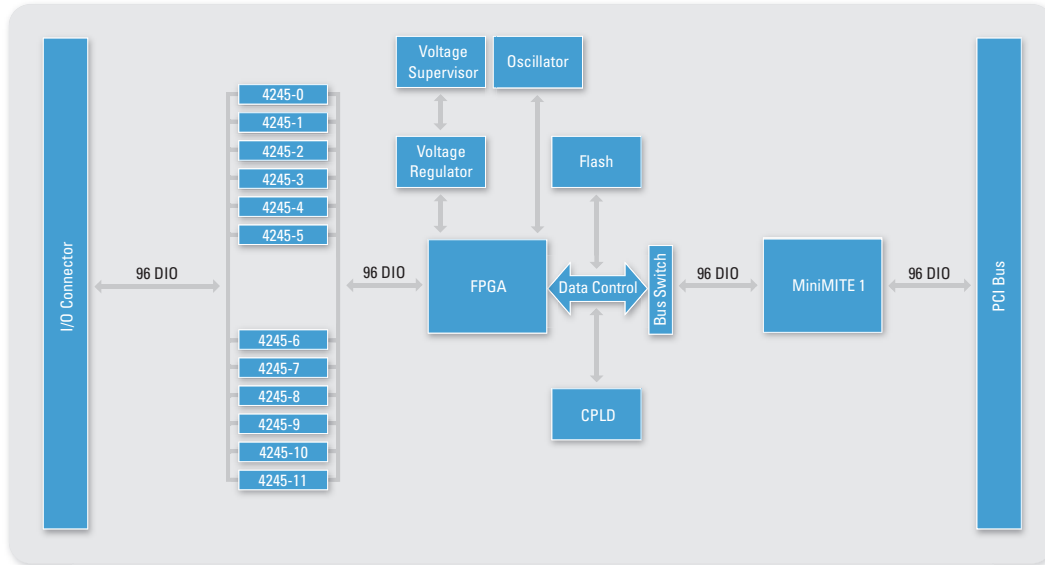 Voltage
Supervisor
Oscillator
4245-0
4245-1
4245-2
4245-3
4245-4
4245-5
Voltage
Regulator
Flash
I/O Connector
96 DIO
96 DIO
FPGA
Data Control
Bus Switch
96 DIO
MiniMITE 1
96 DIO
PCI Bus
4245-6
4245-7
4245-8
4245-9
4245-10
4245-11
CPLD